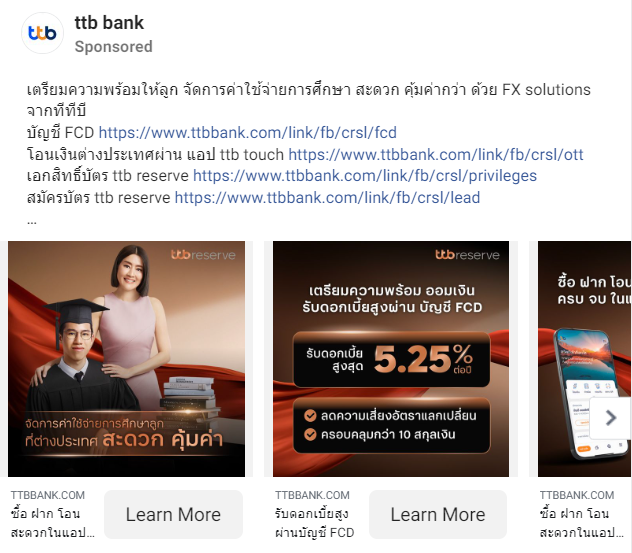 ttb
ttb bank
Sponsored
เตรียมความพร้อมให้ลูก จัดการค่าใช้จ่ายการศึกษา สะดวก คุ้มค่ากว่า ด้วย FX solutions
จากทีทีบี
บัญชี FCD https://www.ttbbank.com/link/fb/crsl/fcd
โอนเงินต่างประเทศผ่าน แอป ttb touch https://www.ttbbank.com/link/fb/crsl/ott
เอกสิทธิ์บัตร ttb reserve https://www.ttbbank.com/link/fb/crsl/privileges
สมัครบัตร ttb reserve https://www.ttbbank.com/link/fb/crsl/lead
...
ttb reserve
จัดการค่าใช้จ่ายการศึกษาลูก
ที่ต่างประเทศ สะดวก คุ้มค่า
TTBBANK.COM
ซื้อ ฝาก โอน
สะดวกในแอป...
Learn More
ttb reserve
เตรียมความพร้อม ออมเงิน
รับดอกเบี้ยสูงผ่าน บัญชี FCD
รับดอกเบี้ย
สูงสุด
5.25%
ต่อปี
ลดความเสี่ยงอัตราแลกเปลี่ยน
ครอบคลุมกว่า 10 สกุลเงิน
TTBBANK.COM
รับดอกเบี้ยสูง
ผ่านบัญชี FCD
Learn More
ซื้อ ฝาก โอน
ครบ จบ ใน
TTBBANK.COM
ซื้อ ฝาก โอน
สะดวกในแอป...